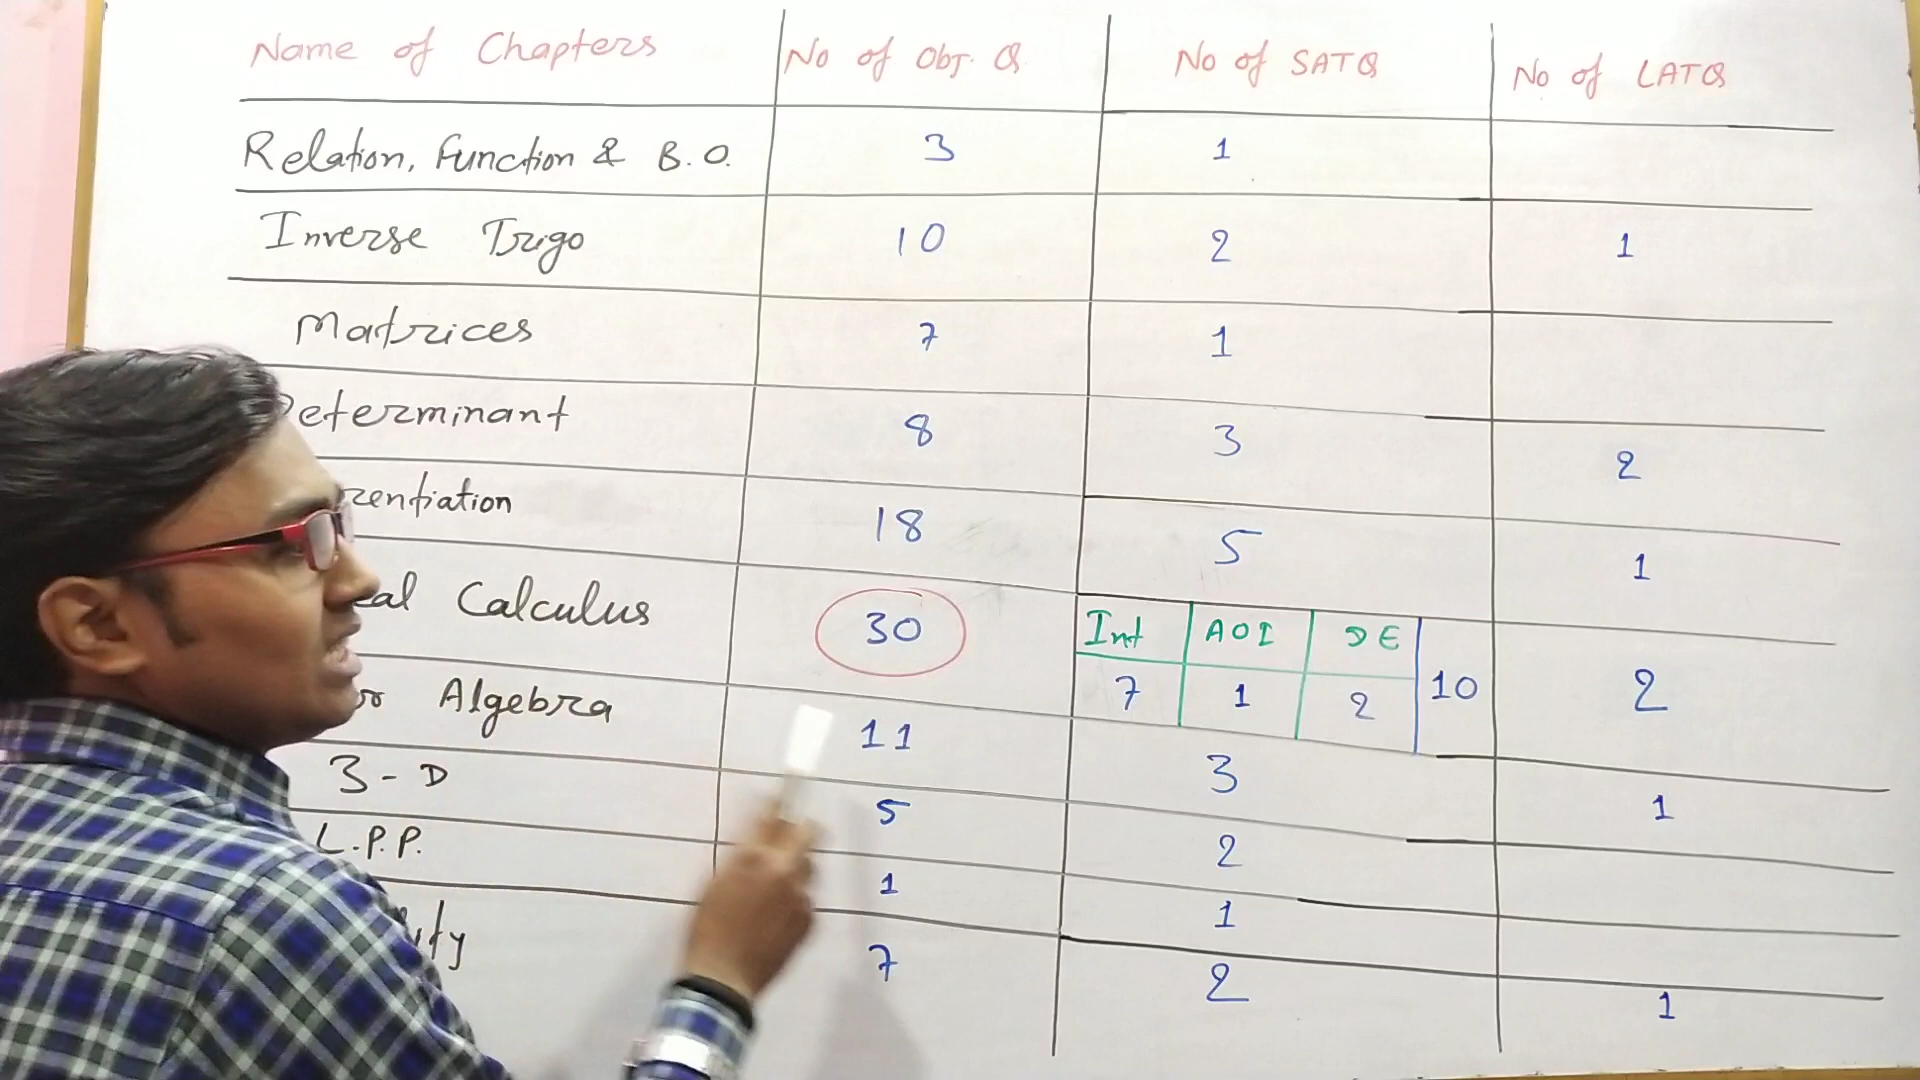 Name of Chapters No of Obj. Q No of SATQ No of LATQ
Relation, Function & B.O. 3 1
Inverse Trigo 10 2 1
Matrices 7 1
eterminant 8 3 2
rentiation 18 5 1
Int AOI DE
al Calculus 30 7 1 2 10 2
or Algebra 11 3 1
3-D 5 2
L.P.P. 1 1
ity 7 2 1